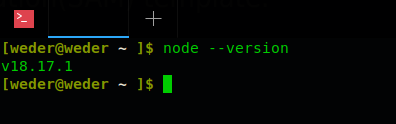 [weder@weder ~ ]$ node --version
v18.17.1
[weder@weder ~ ]$